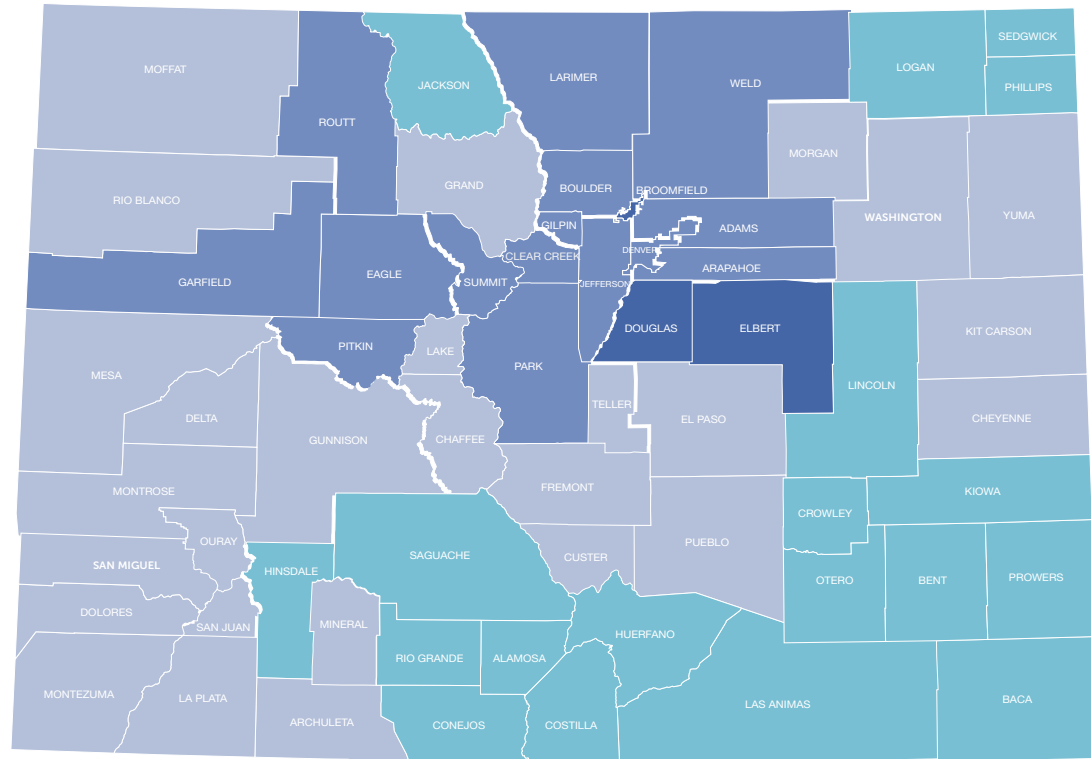 SEDGWICK
LOGAN
MOFFAT
LARIMER
WELD
JACKSON
PHILLIPS
ROUTT
MORGAN
GRAND
BOULDER
BROOMFIELD
RIO BLANCO
WASHINGTON
YUMA
GILPIN
ADAMS
DENVER
CLEAR CREEK
ARAPAHOE
EAGLE
GARFIELD
SUMMIT
JEFFERSON
DOUGLAS
ELBERT
KIT CARSON
PITKIN
LAKE
PARK
MESA
LINCOLN
TELLER
DELTA
EL PASO
CHEYENNE
GUNNISON
CHAFFEE
FREMONT
MONTROSE
KIOWA
CROWLEY
OURAY
PUEBLO
SAGUACHE
CUSTER
SAN MIGUEL
HINSDALE
OTERO
BENT
PROWERS
DOLORES
SAN JUAN
MINERAL
HUERFANO
RIO GRANDE
ALAMOSA
MONTEZUMA
LA PLATA
BACA
LAS ANIMAS
ARCHULETA
CONEJOS
COSTILLA